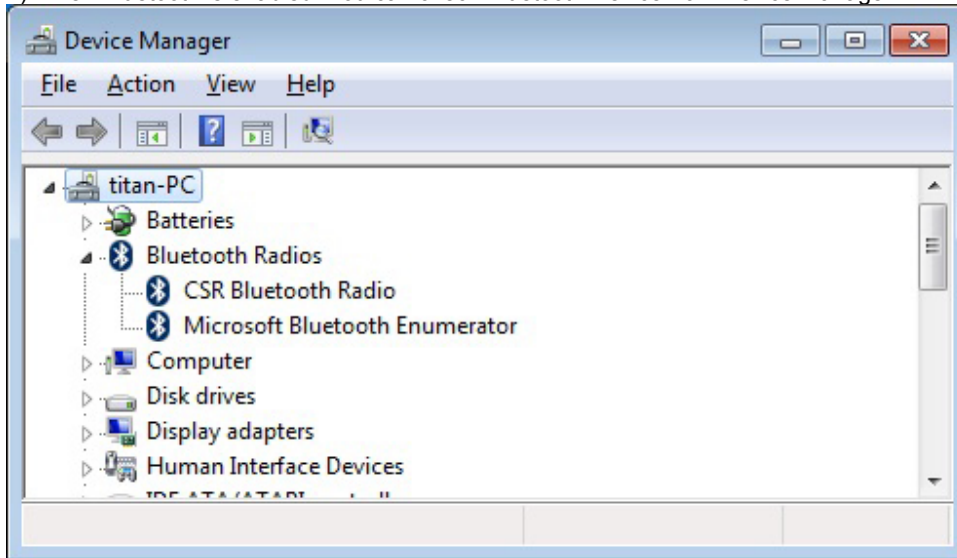 Device Manager
File Action View Help
titan-PC
Batteries
Bluetooth Radios
CSR Bluetooth Radio
Microsoft Bluetooth Enumerator
Computer
Disk drives
Display adapters
Human Interface Devices